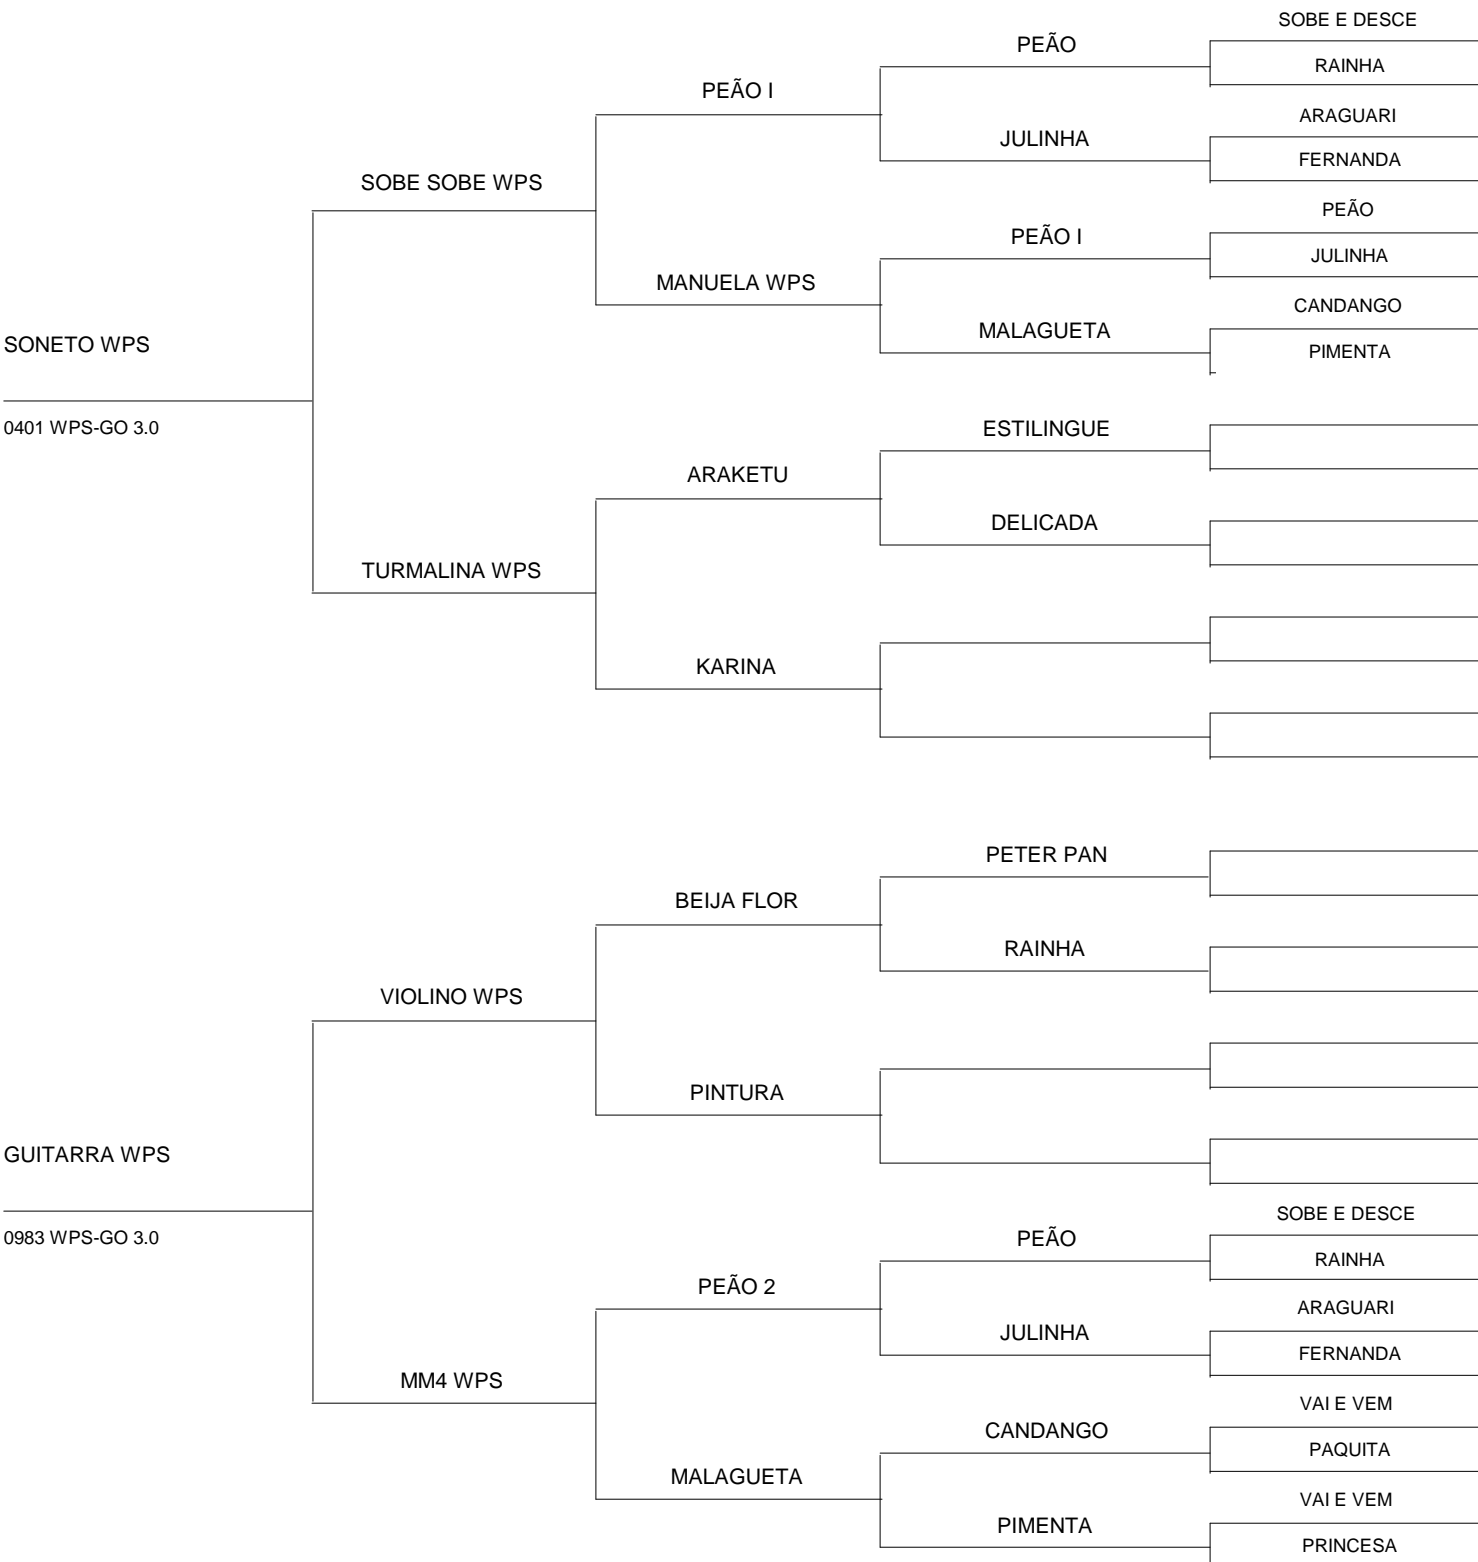 SOBE E DESCE
PEÃO
RAINHA
PEÃO I
ARAGUARI
JULINHA
FERNANDA
SOBE SOBE WPS
PEÃO
PEÃO I
JULINHA
MANUELA WPS
CANDANGO
MALAGUETA
PIMENTA
SONETO WPS
0401 WPS-GO 3.0
ESTILINGUE
ARAKETU
DELICADA
TURMALINA WPS
KARINA
PETER PAN
BEIJA FLOR
RAINHA
VIOLINO WPS
PINTURA
GUITARRA WPS
0983 WPS-GO 3.0
SOBE E DESCE
PEÃO
RAINHA
PEÃO 2
ARAGUARI
JULINHA
FERNANDA
MM4 WPS
VAI E VEM
CANDANGO
PAQUITA
MALAGUETA
VAI E VEM
PIMENTA
PRINCESA